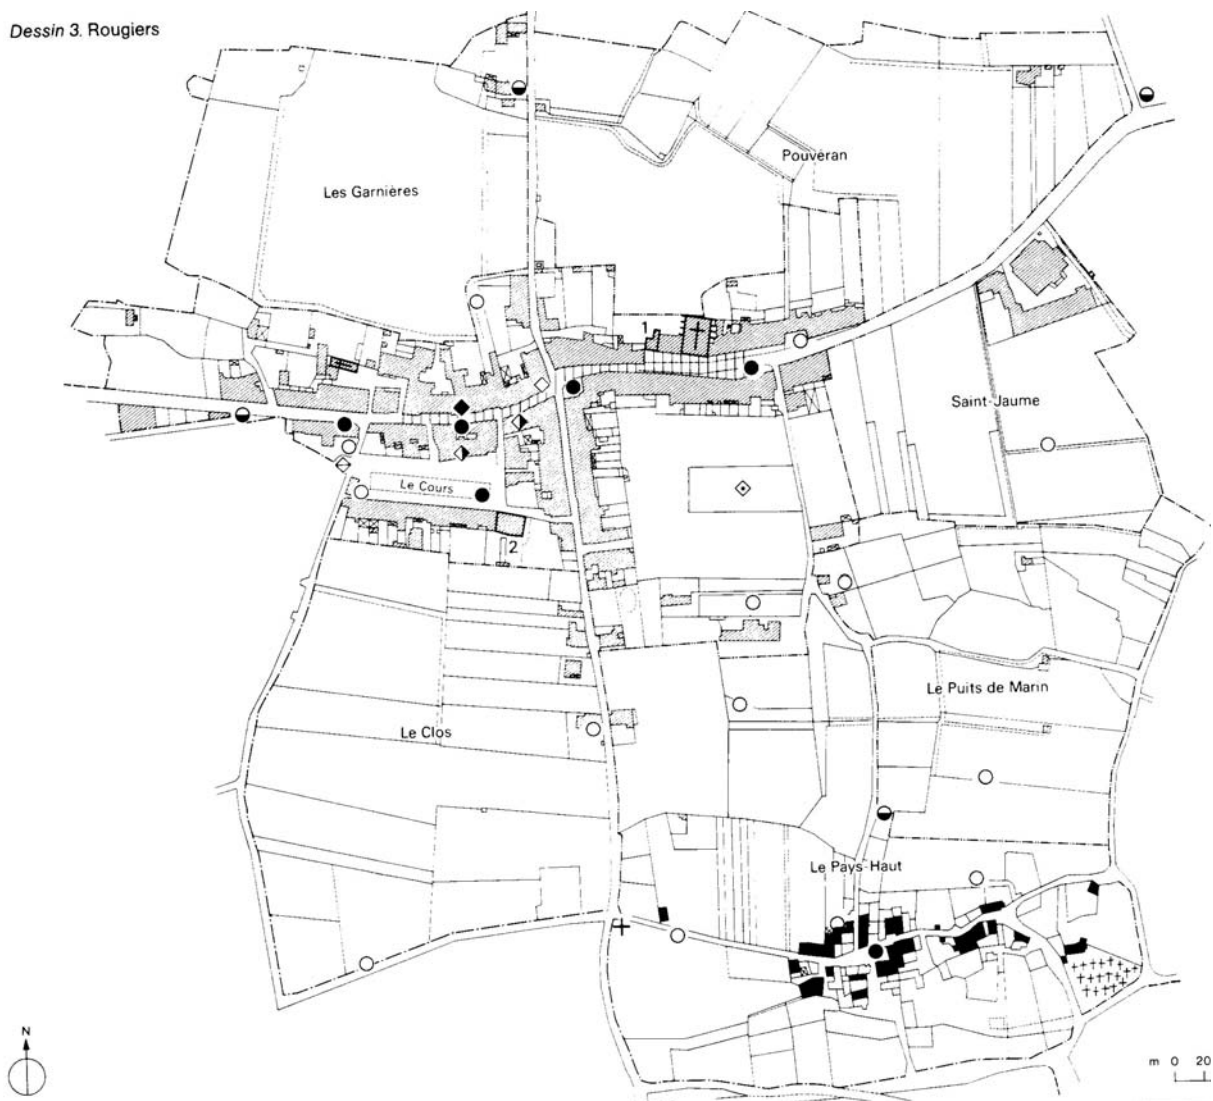 Dessin 3. Rougiers
Pouvéran
Les Garnières
1
Saint-Jaume
Le Cours
2
Le Puits de Marin
Le Clos
Le Pays-Haut
N
m 0 20